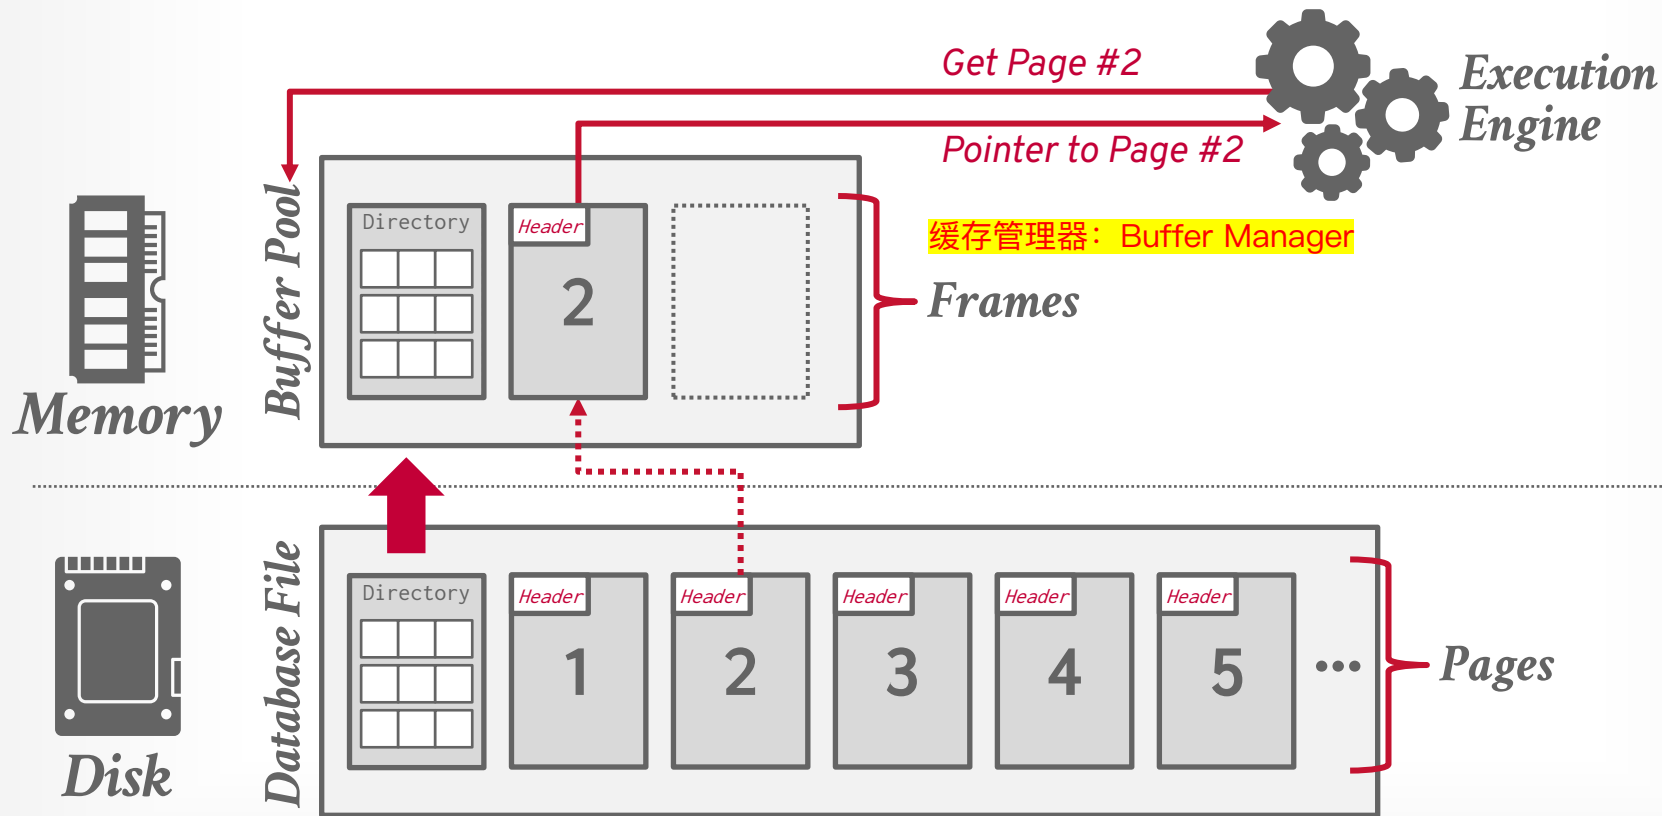 Get Page #2
Execution
Engine
Pointer to Page #2
Buffer Pool
Directory
Header
2
缓存管理器：Buffer Manager
Frames
Memory
Database File
Directory
Header
1
Header
2
Header
3
Header
4
Header
5
...
Pages
Disk